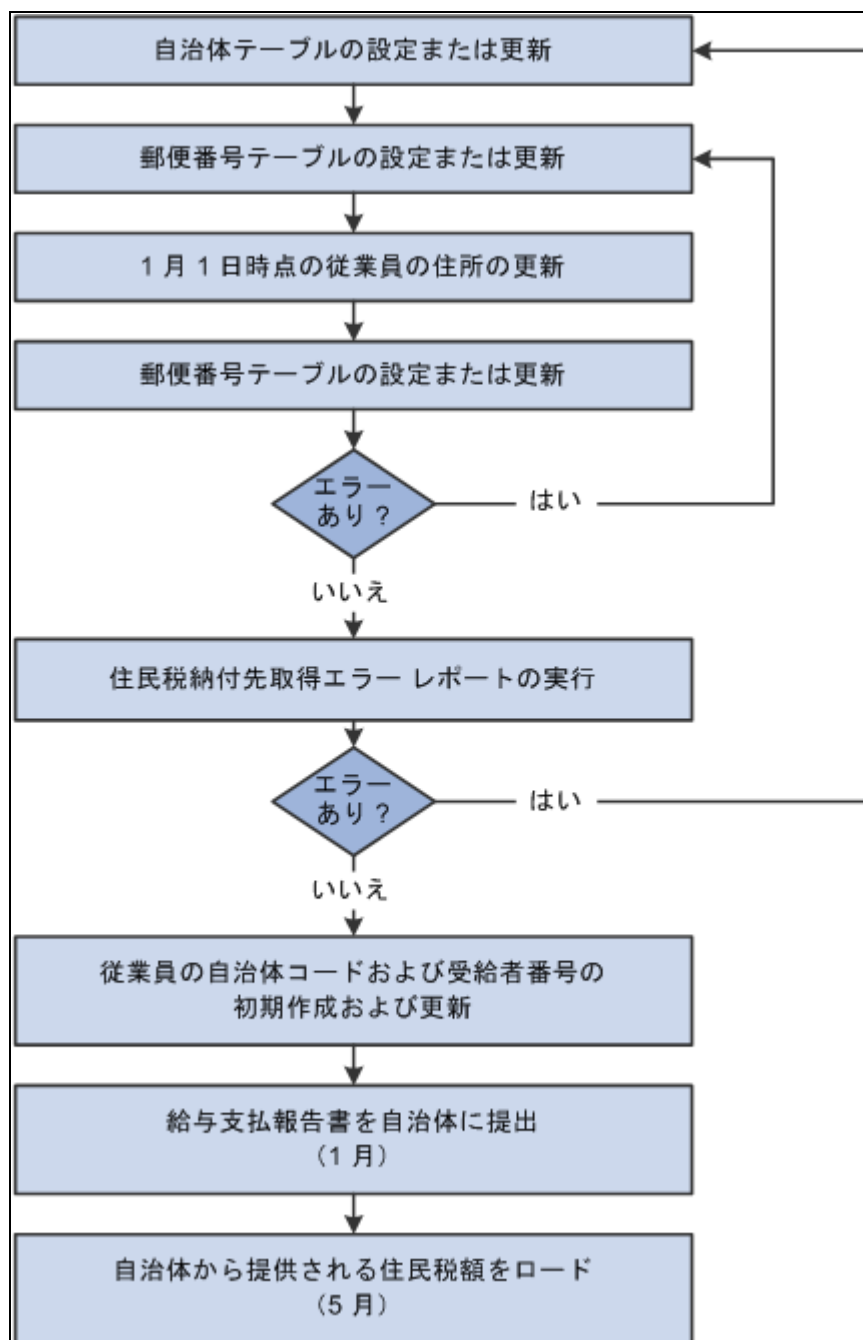 自治体テーブルの設定または更新
郵便番号テーブルの設定または更新
1 月 1 日時点の従業員の住所の更新
郵便番号テーブルの設定または更新
エラー
あり ?
はい
いいえ
住民税納付先取得エラー レポートの実行
エラー
あり ?
はい
いいえ
従業員の自治体コードおよび受給者番号の
初期作成および更新
給与支払報告書を自治体に提出
(1 月)
自治体から提供される住民税額をロード
(5 月)